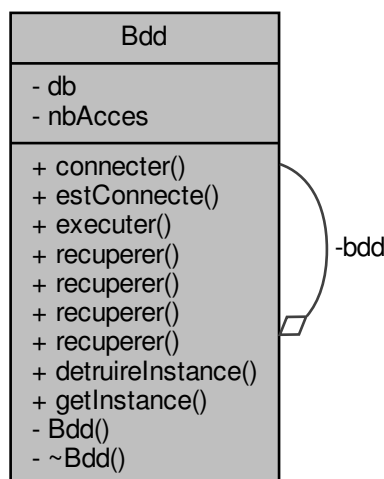 Bdd
- db
- nbAcces
+ connecter()
+ estConnecte()
+ executer()
+ recuperer()
+ recuperer()
+ recuperer()
+ recuperer()
+ detruireInstance()
+ getInstance()
- Bdd()
- ~Bdd()
-bdd